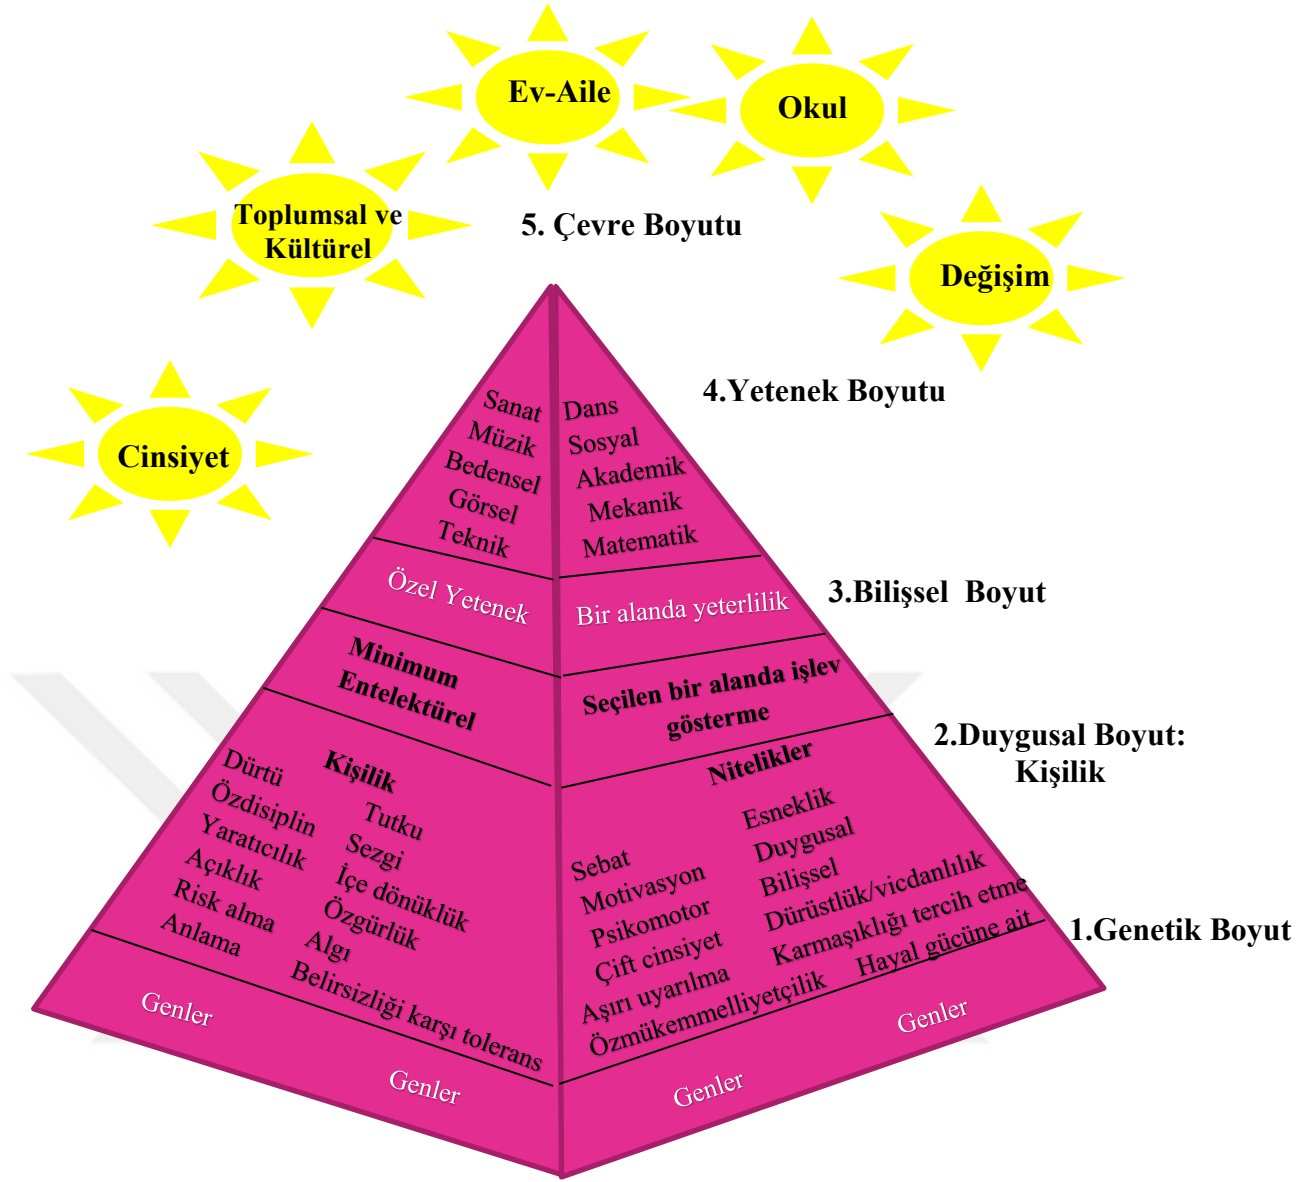 Ev-Aile
Okul
Toplumsal ve
Kültürel
5. Çevre Boyutu
Değişim
Cinsiyet
4.Yetenek Boyutu
Sanat
Müzik
Bedensel
Görsel
Teknik
Dans
Sosyal
Akademik
Mekanik
Matematik
3.Bilişsel Boyut
Özel Yetenek
Bir alanda yeterlilik
Minimum
Entelektürel
Seçilen bir alanda işlev
gösterme
2.Duygusal Boyut:
Kişilik
Kişilik
Dürtü
Özdisiplin
Yaratıcılık
Açıklık
Risk alma
Anlama
Tutku
Sezgi
İçe dönüklük
Özgürlük
Algı
Belirsizliği karşı tolerans
Nitelikler
Sebat
Motivasyon
Psikomotor
Çift cinsiyet
Aşırı uyarılma
Özmükemmelliyetçilik
Esneklik
Duygusal
Bilişsel
Dürüstlük/vicdanlılık
Karmaşıklığı tercih etme
Hayal gücüne ait
1.Genetik Boyut
Genler
Genler
Genler
Genler